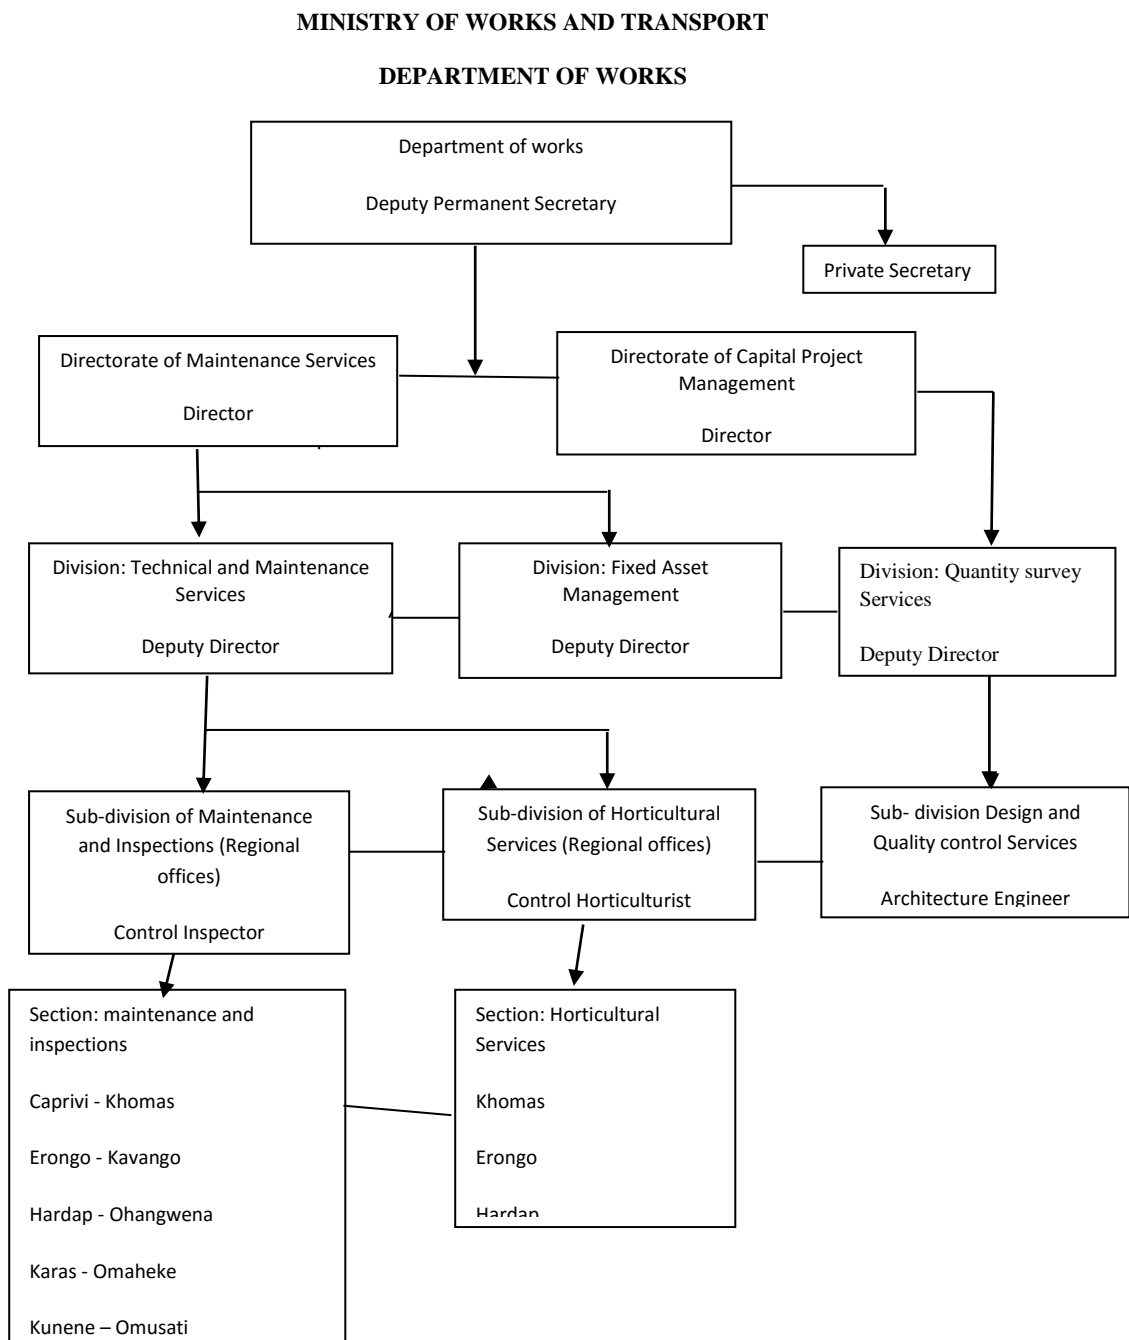 MINISTRY OF WORKS AND TRANSPORT
DEPARTMENT OF WORKS
Department of works
Deputy Permanent Secretary
Private Secretary
Directorate of Maintenance Services
Director
Directorate of Capital Project
Management
Director
Division: Technical and Maintenance
Services
Deputy Director
Division: Fixed Asset
Management
Deputy Director
Division: Quantity survey
Services
Deputy Director
Sub-division of Maintenance
and Inspections (Regional
offices)
Control Inspector
Sub-division of Horticultural
Services (Regional offices)
Control Horticulturist
Sub- division Design and
Quality control Services
Architecture Engineer
Section: maintenance and
inspections
Caprivi - Khomas
Erongo - Kavango
Hardap - Ohangwena
Karas - Omaheke
Kunene – Omusati
Section: Horticultural
Services
Khomas
Erongo
Hardap